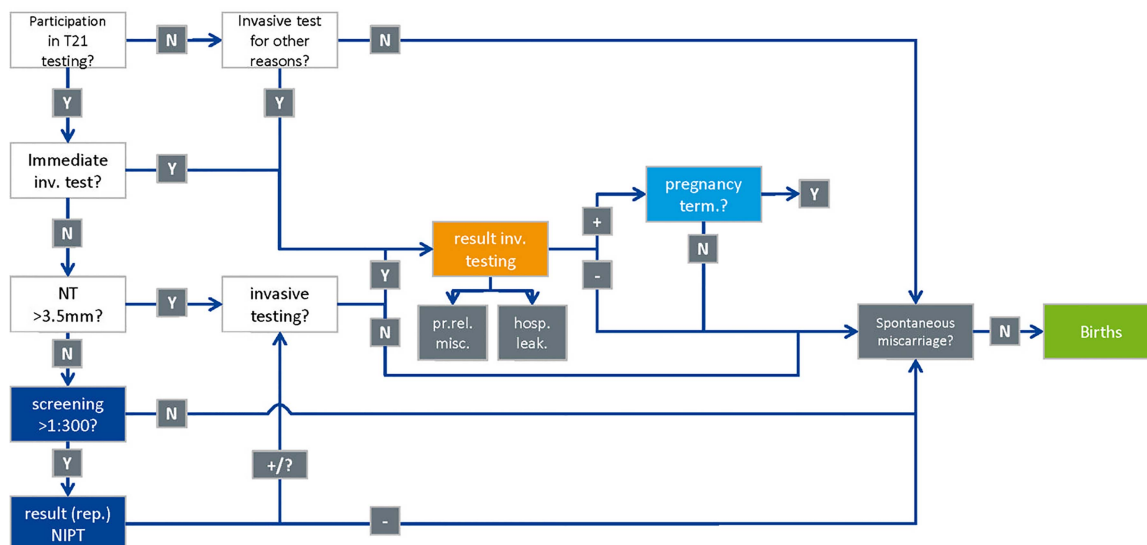 Participation
in T21
testing?
N
Invasive test
for other
reasons?
N
Y
Y
Immediate
inv. test?
Y
pregnancy
term.?
Y
N
+
result inv.
testing
N
-
Y
NT
>3.5mm?
Y
invasive
testing?
N
pr.rel.
misc.
hosp.
leak.
Spontaneous
miscarriage?
N
Births
N
screening
>1:300?
N
Y
+/?
result (rep.)
NIPT
-